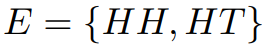 E = {HH, HT}